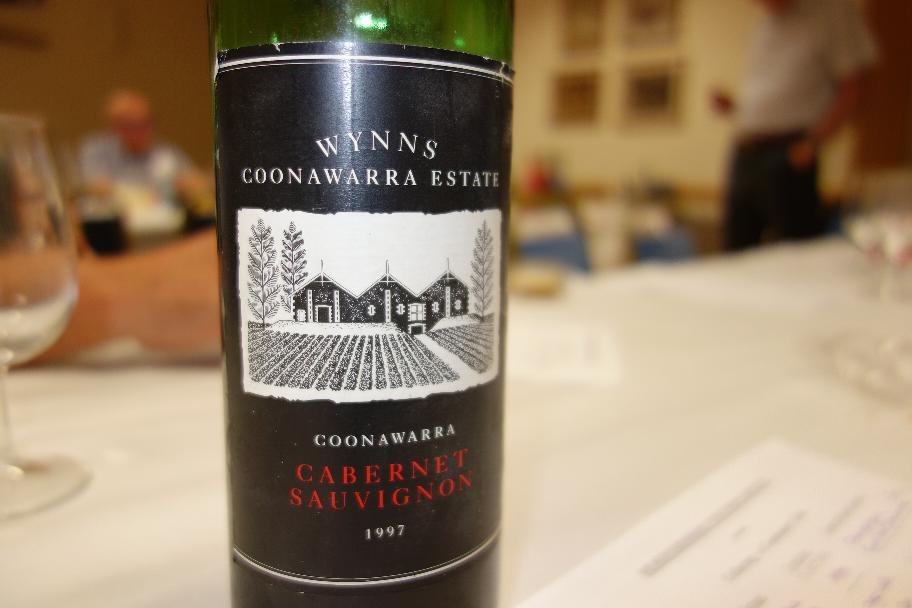 WYNNS
COONAWARRA ESTATE
COONAWARRA
CABERNET
SAUVIGNON
1997